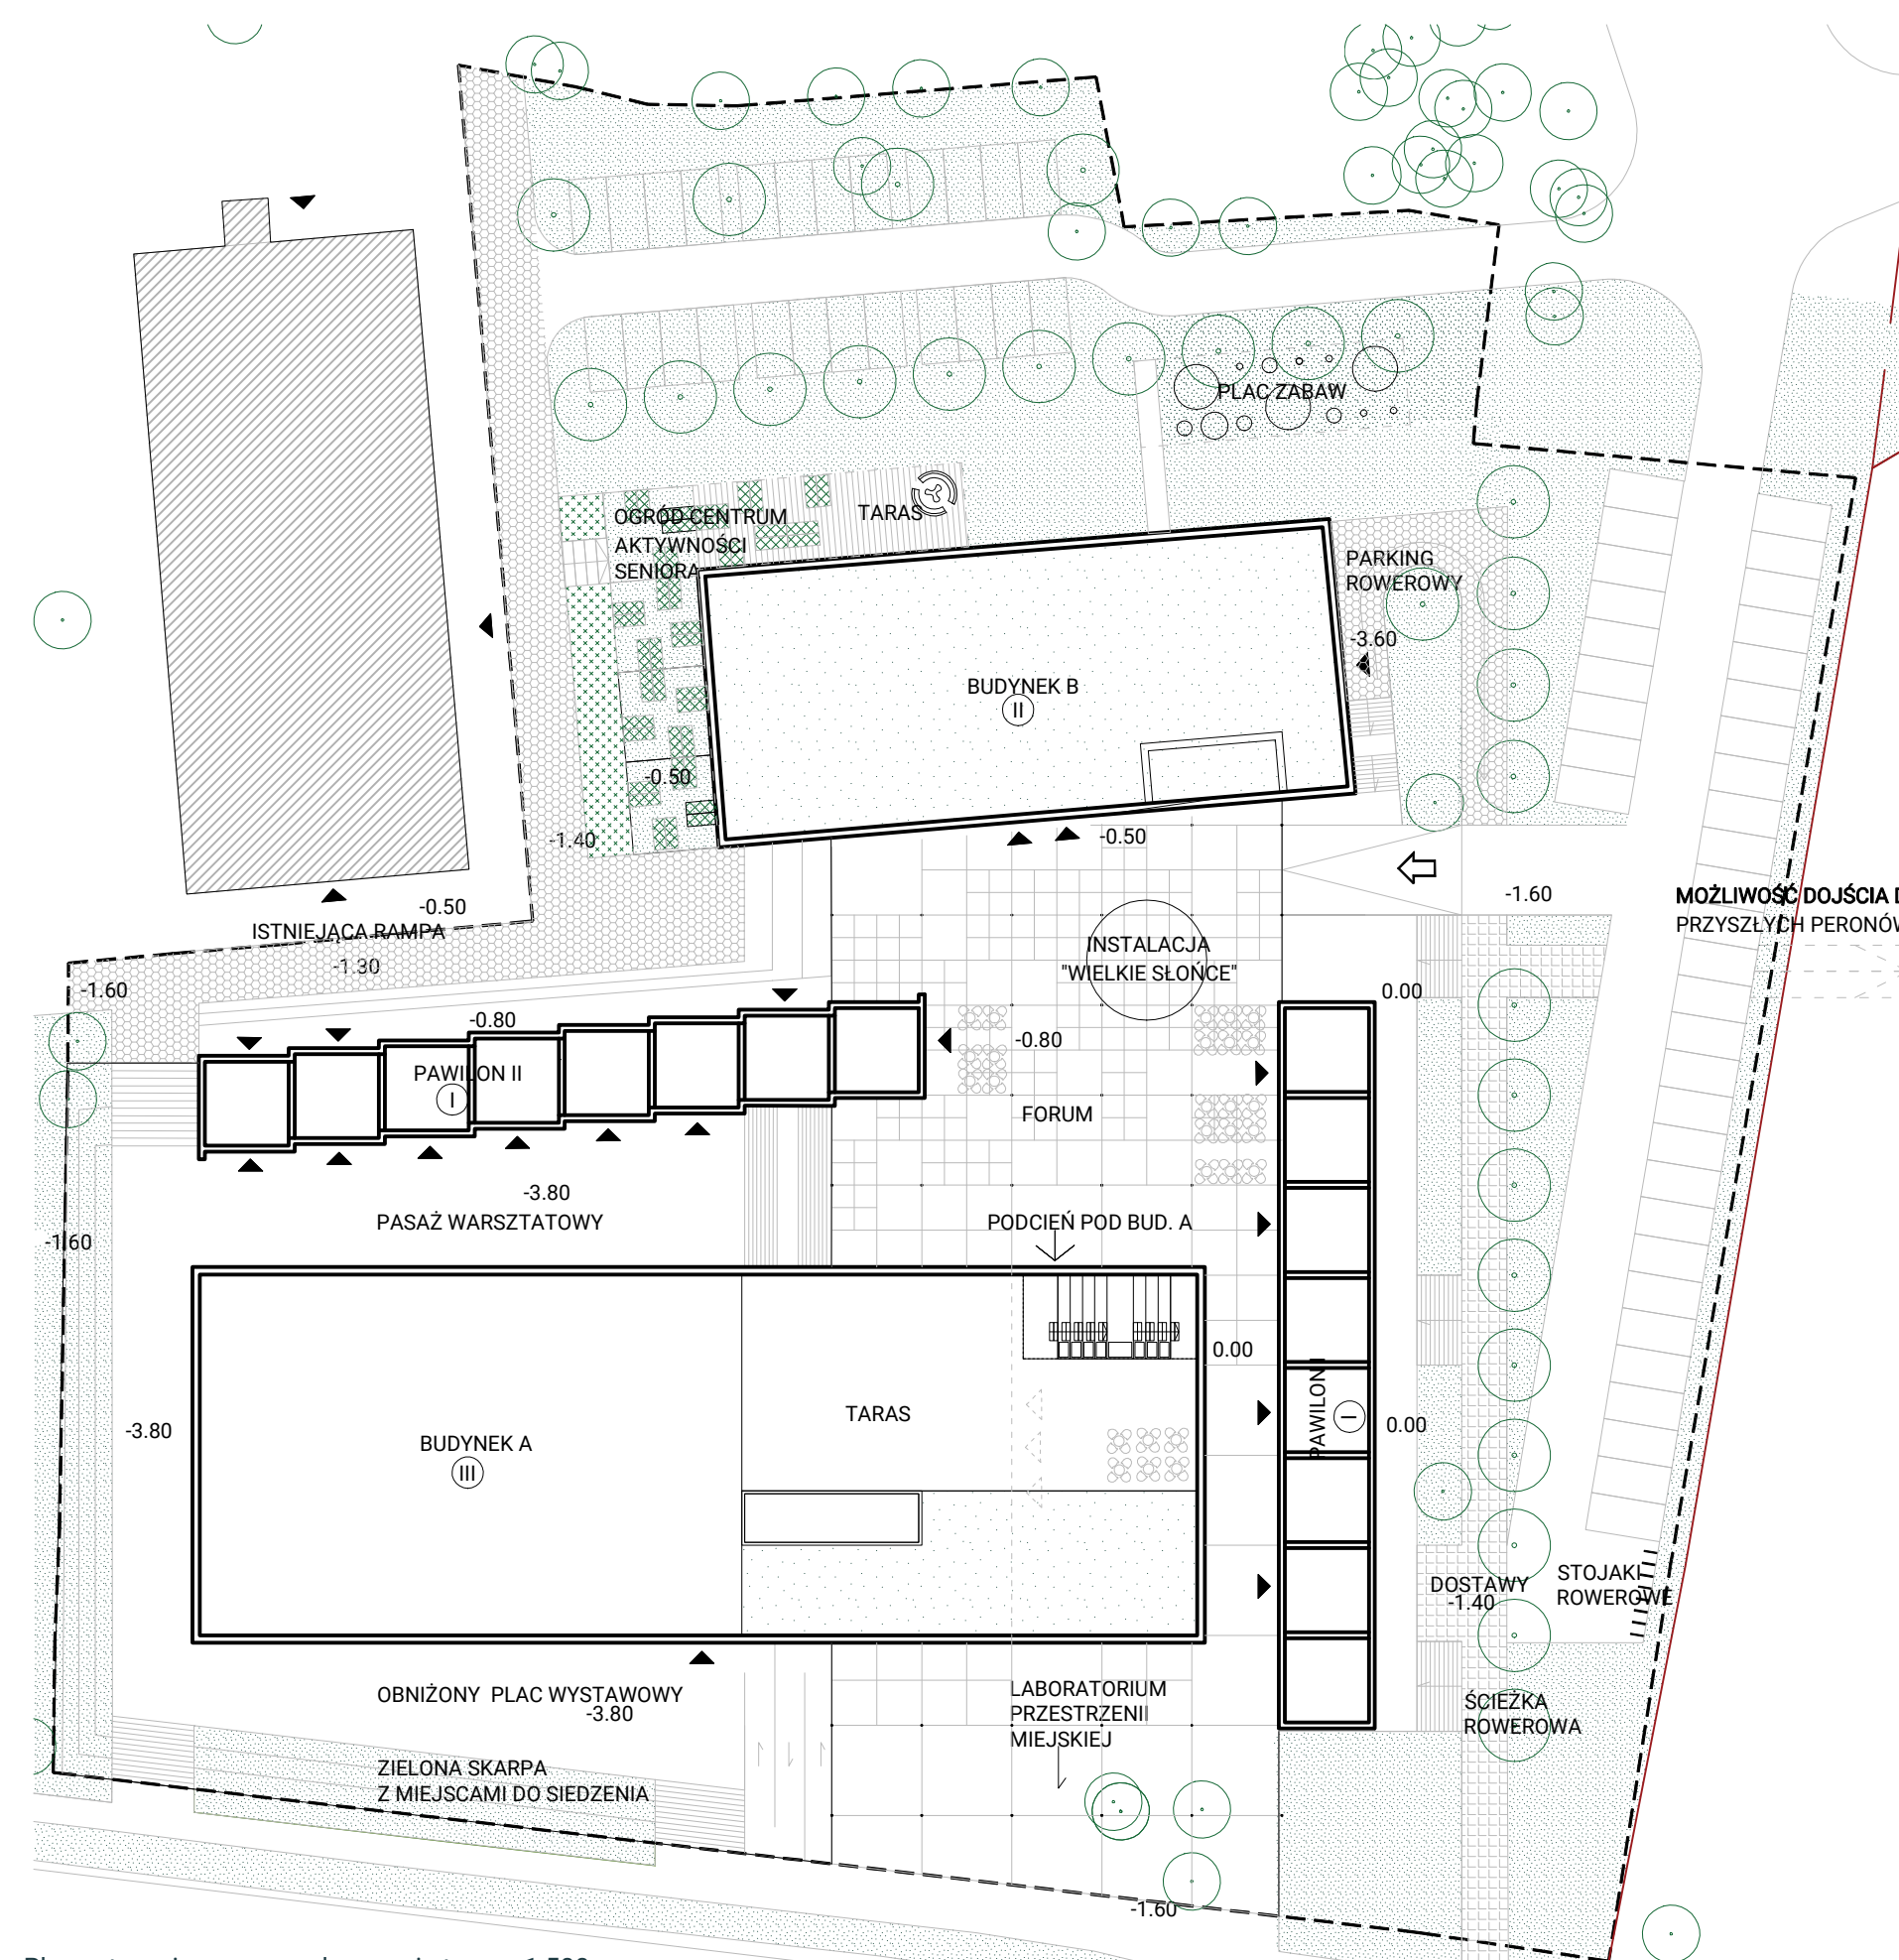 PLAC ZABAW
OGRÓD CENTRUM
AKTYWNOŚCI
SENIORA
TARAS
PARKING
ROWEROWY
-3.60
BUDYNEK B
II
-0.50
-1.40
-0.50
-0.50
ISTNIEJĄCA RAMPA
-1.30
-1.60
-1.60
MOŻLIWOŚĆ DOJŚCIA D
PRZYSZŁYCH PERONÓW
INSTALACJA
"WIELKIE SŁOŃCE"
0.00
-0.80
-0.80
PAWILON II
I
FORUM
-3.80
PASAŻ WARSZTATOWY
PODCIEŃ POD BUD. A
-1.60
0.00
TARAS
PAWILON I
I
0.00
-3.80
BUDYNEK A
III
DOSTAWY
-1.40
STOJAKI
ROWEROWE
OBNIŻONY PLAC WYSTAWOWY
-3.80
LABORATORIUM
PRZESTRZENI
MIEJSKIEJ
ŚCIEŻKA
ROWEROWA
ZIELONA SKARPA
Z MIEJSCAMI DO SIEDZENIA
-1.60